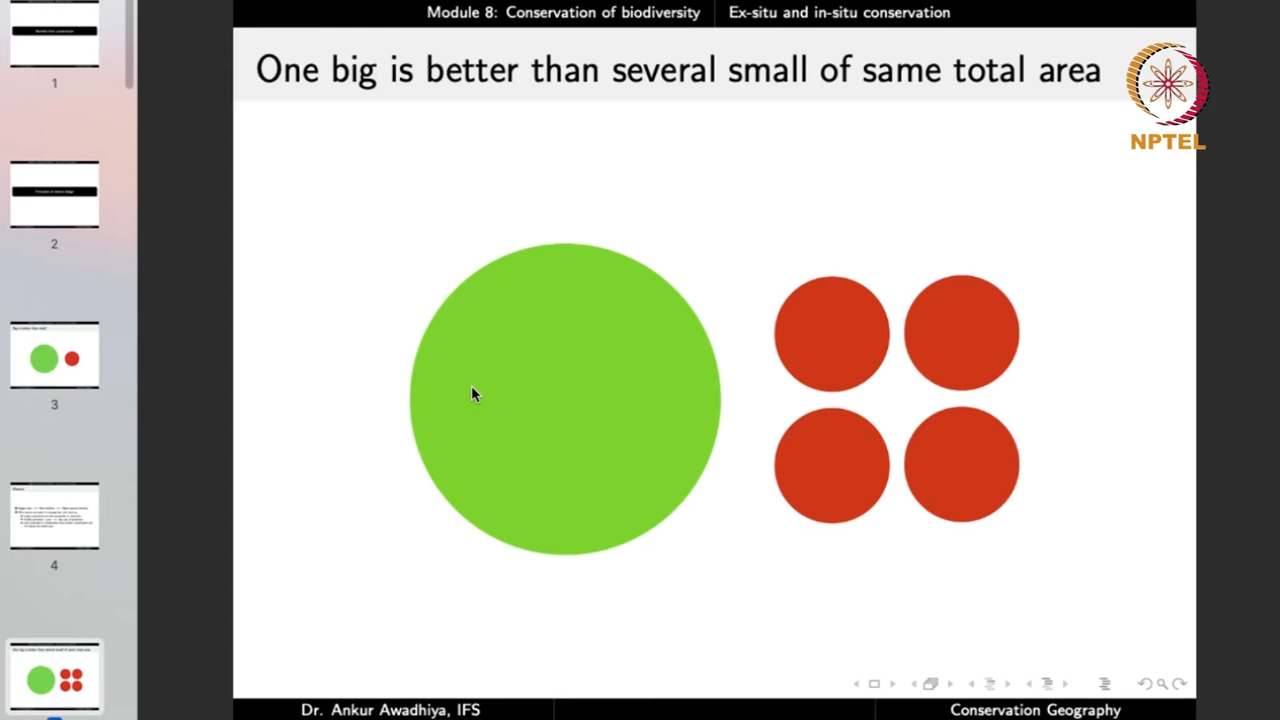 Module 8: Conservation of biodiversity
Ex-situ and in-situ conservation
One big is better than several small of same total area
NPTEL
1
2
3
4
Dr. Ankur Awadhiya, IFS
Conservation Geography